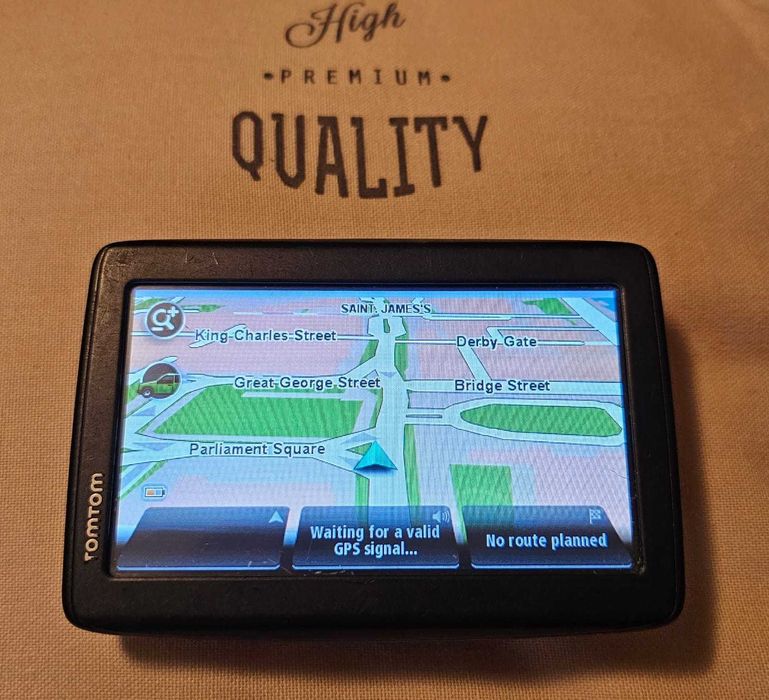 High
•PREMIUM•
QUALITY
SAINT JAMES'S
King Charles Street
Derby Gate
Great George Street
Bridge Street
Parliament Square
TOMTOM
Waiting for a valid
GPS signal...
No route planned